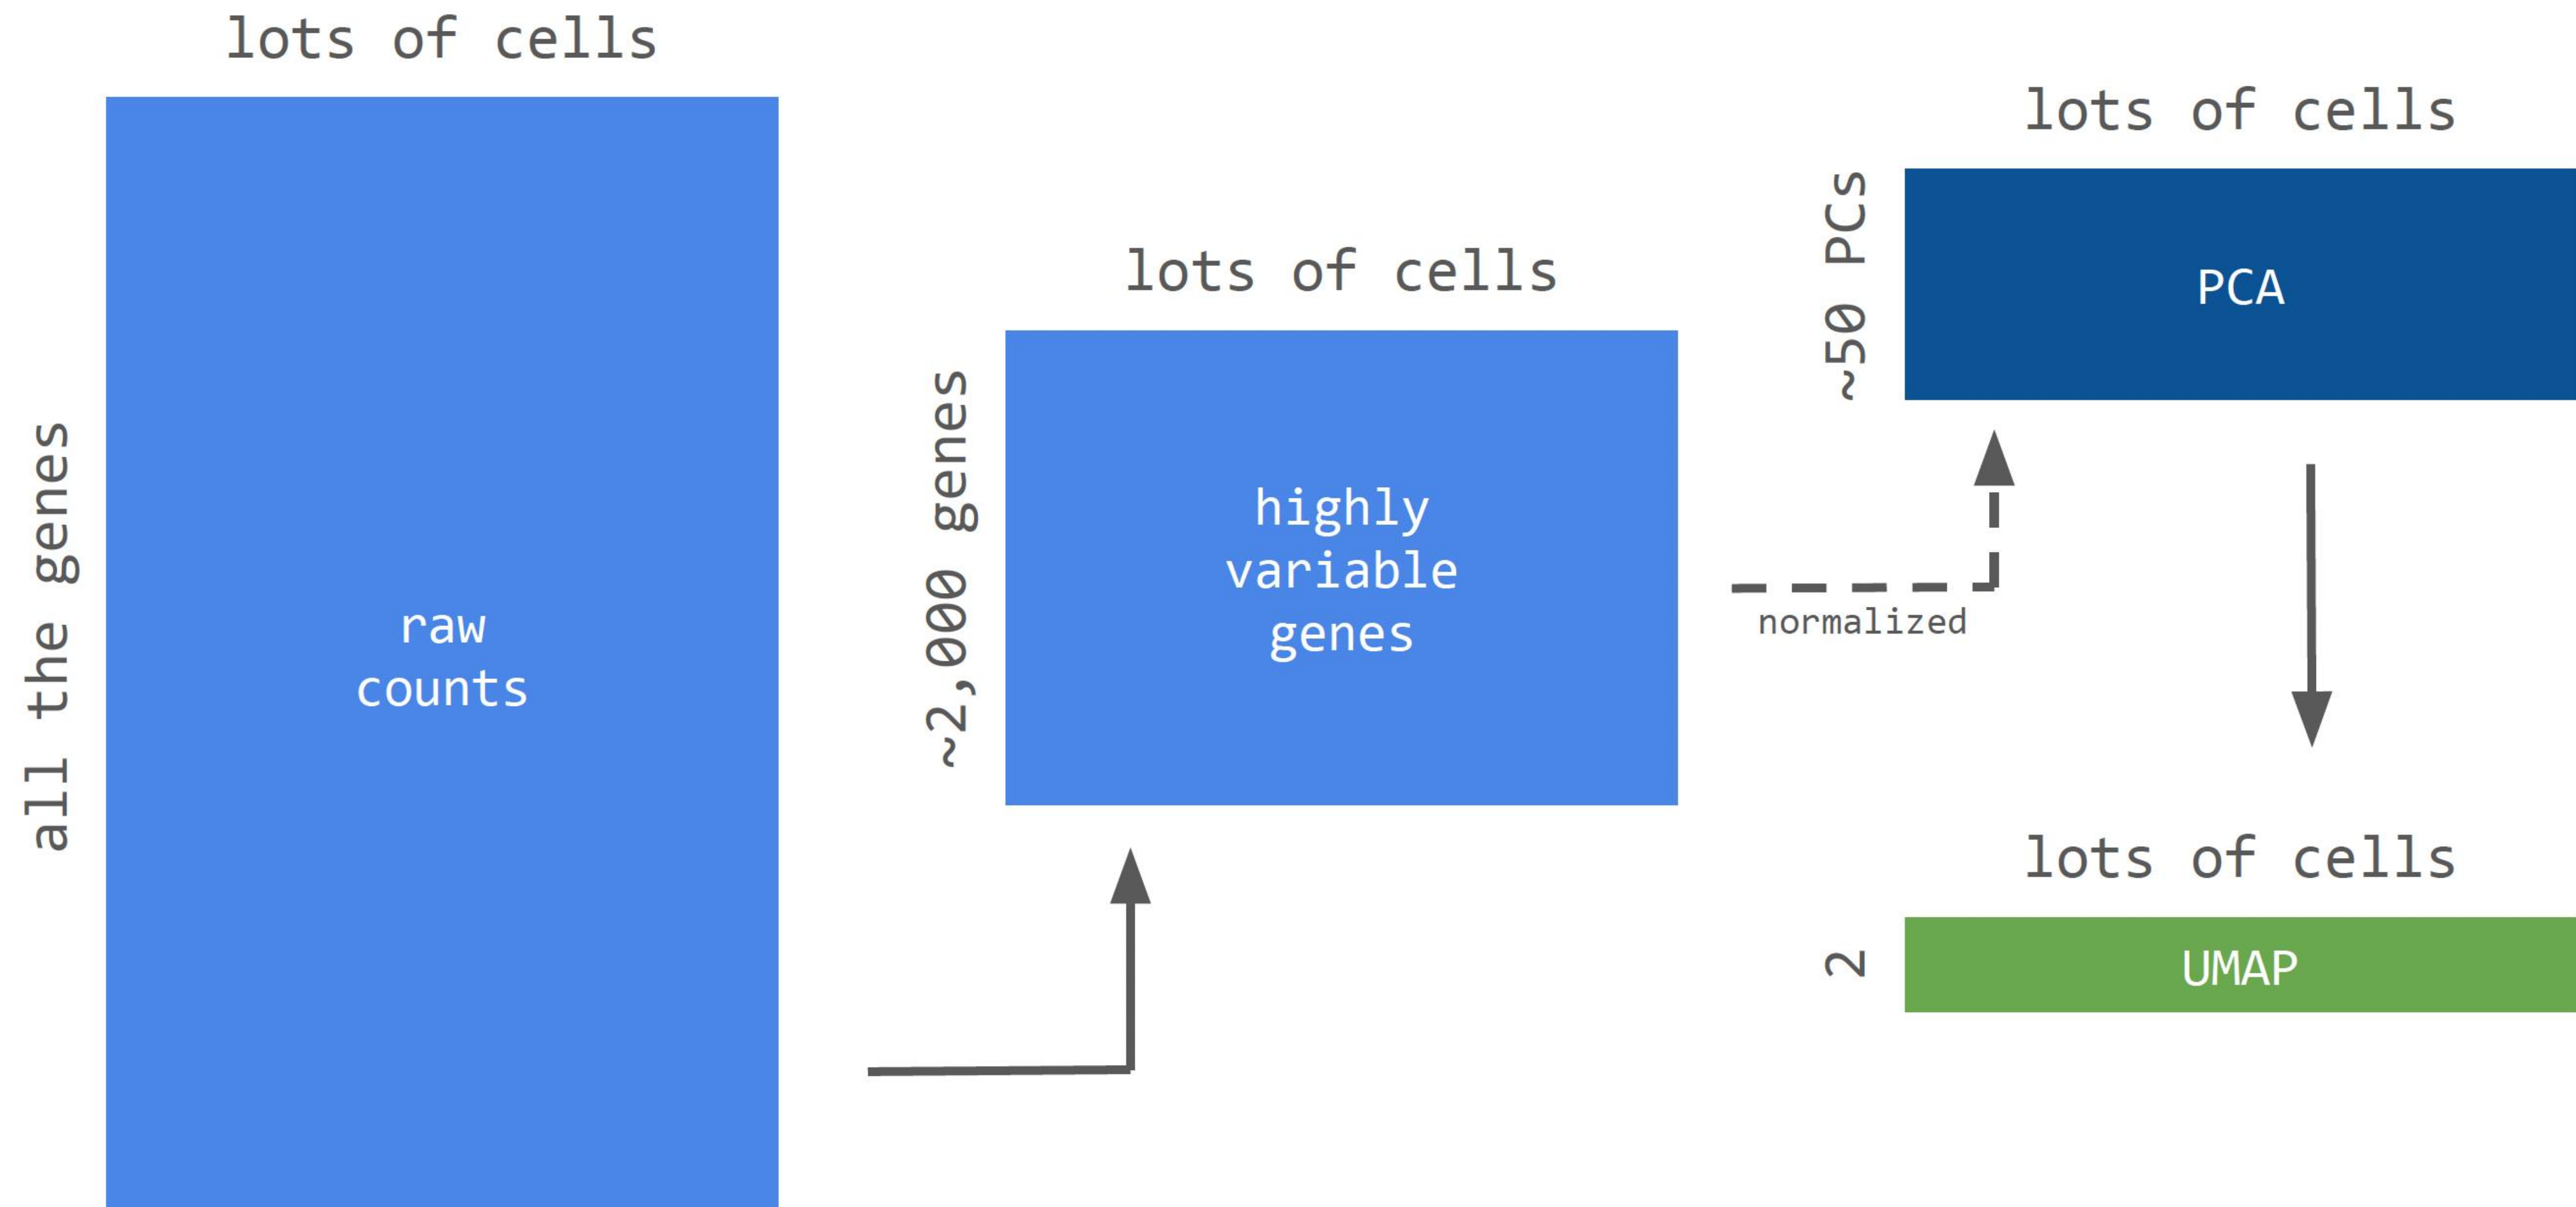 lots of cells
all the genes
raw
counts
lots of cells
~2,000 genes
highly
variable
genes
normalized
lots of cells
~50 PCs
PCA
lots of cells
2
UMAP